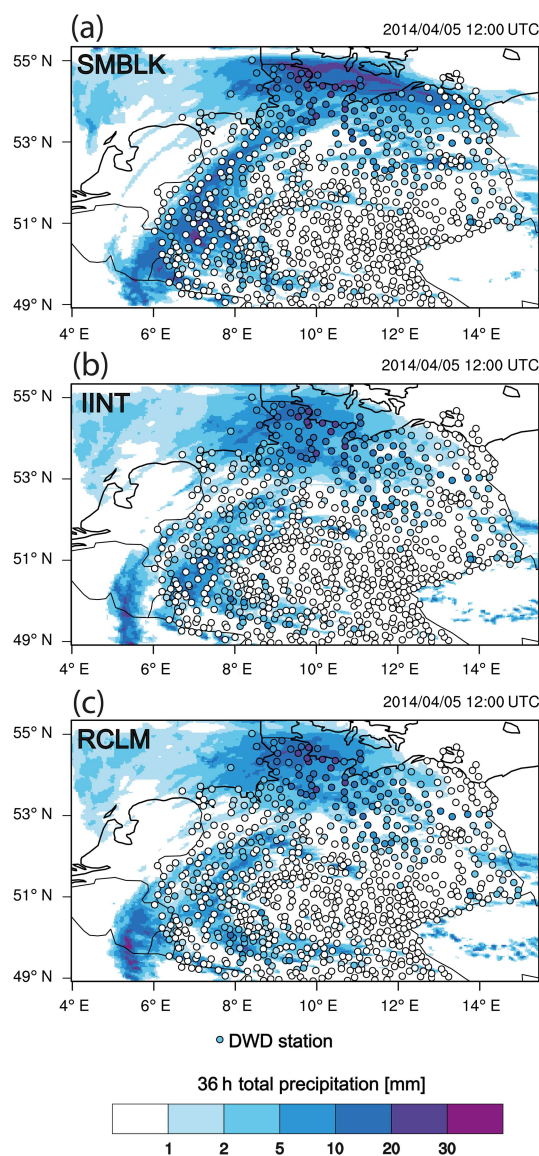 (a)
2014/04/05 12:00 UTC
55° N
SMBLK
53° N
51° N
49° N
4° E 6° E 8° E 10° E 12° E 14° E
(b)
2014/04/05 12:00 UTC
55° N
IINT
53° N
51° N
49° N
4° E 6° E 8° E 10° E 12° E 14° E
(c)
2014/04/05 12:00 UTC
55° N
RCLM
53° N
51° N
49° N
4° E 6° E 8° E 10° E 12° E 14° E
DWD station
36 h total precipitation [mm]
1 2 5 10 20 30